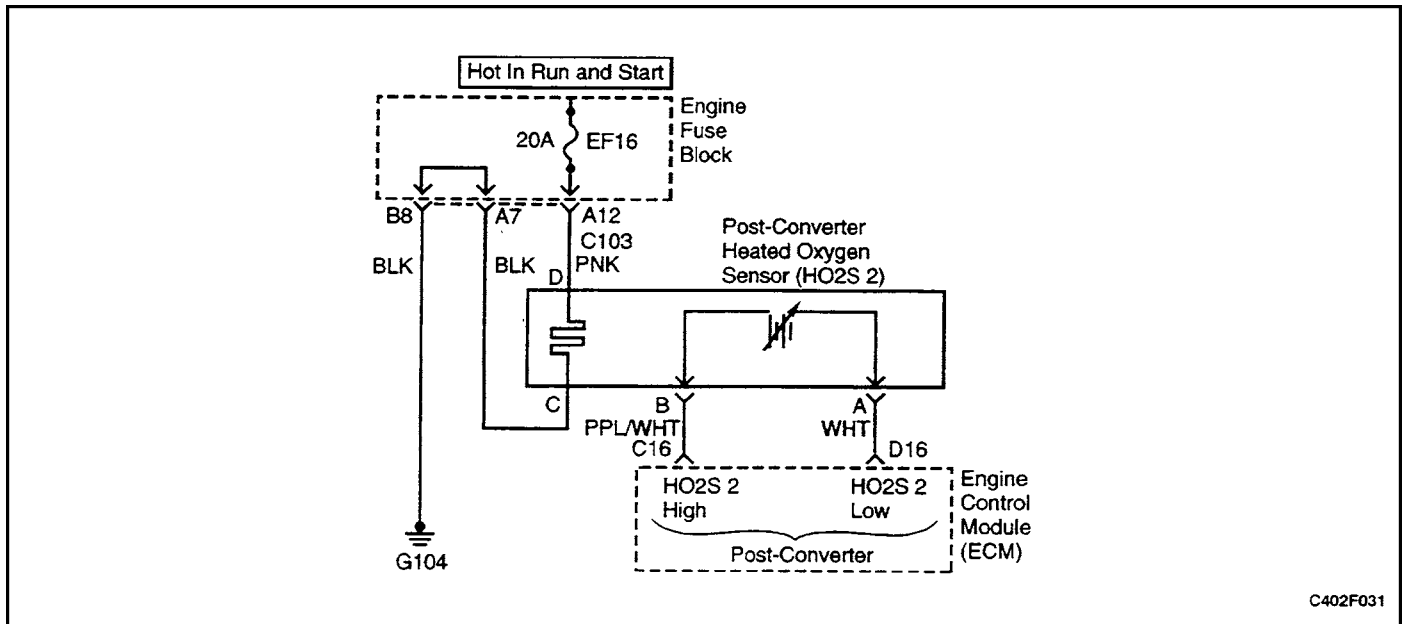 Hot In Run and Start
Engine
Fuse
Block
20A
EF16
B8
A7
A12
C103
BLK
BLK
PNK
D
Post-Converter
Heated Oxygen
Sensor (HO2S 2)
C
B
A
PPL/WHT
WHT
C16
D16
HO2S 2
High
HO2S 2
Low
Post-Converter
Engine
Control
Module
(ECM)
G104
C402F031